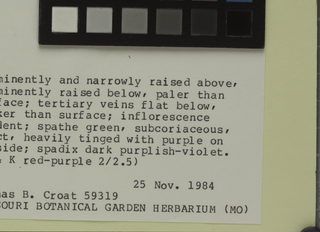 minently and narrowly raised above,
minently raised below, paler than
face; tertiary veins flat below,
ker than surface; inflorescence
dent; spathe green, subcoriaceous,
ct, heavily tinged with purple on
side; spadix dark purplish-violet.
& K red-purple 2/2.5)
25 Nov. 1984
mas B. Croat 59319
OURI BOTANICAL GARDEN HERBARIUM (MO)